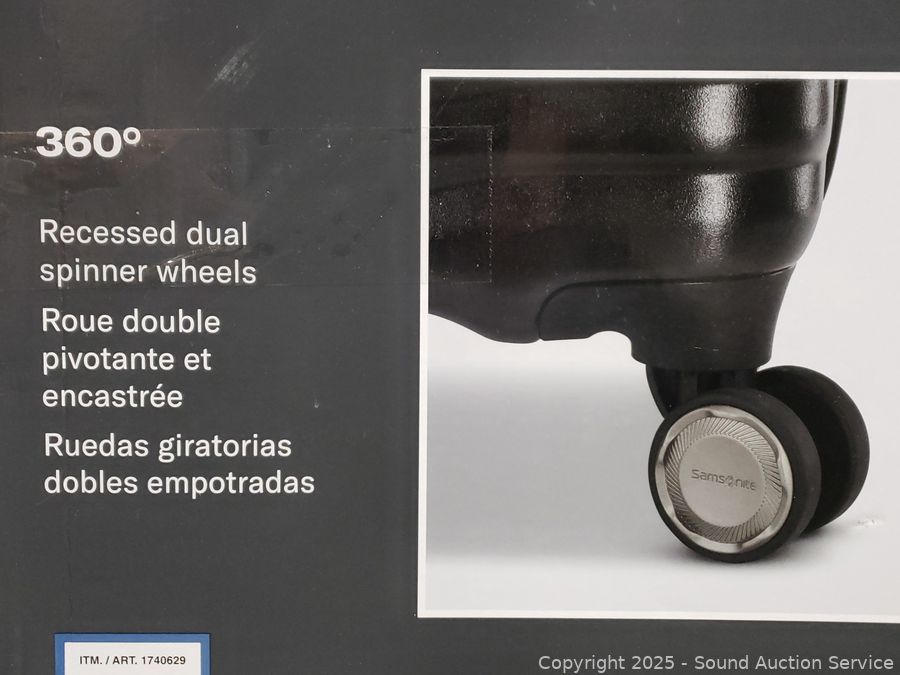 360°
Recessed dual
spinner wheels
Roue double
pivotante et
encastrée
Ruedas giratorias
dobles empotradas
Samsonite
ITM. / ART. 1740629
Copyright 2025 - Sound Auction Service